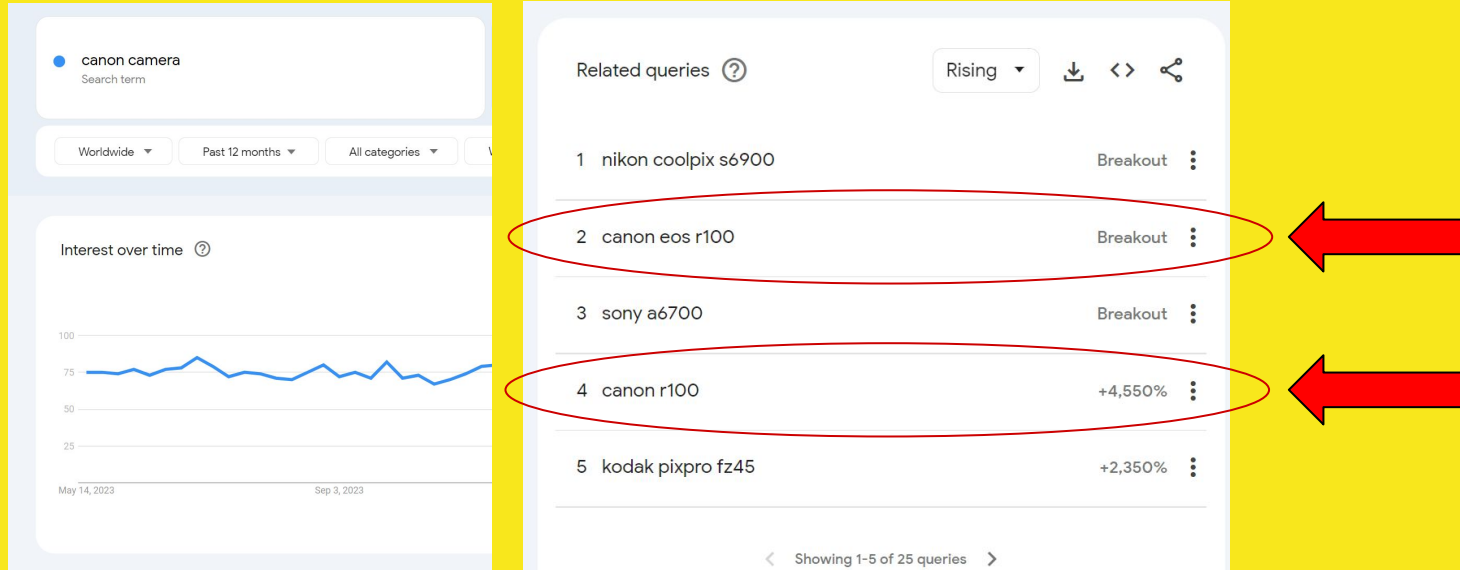 canon camera
Search term
Worldwide
Past 12 months
All categories
Interest over time
100
75
50
25
May 14, 2023
Sep 3, 2023
Related queries
Rising
1 nikon coolpix s6900 Breakout
2 canon eos r100 Breakout
3 sony a6700 Breakout
4 canon r100 +4,550%
5 kodak pixpro fz45 +2,350%
Showing 1-5 of 25 queries